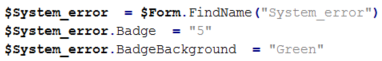 $System_error  = $Form.FindName("System_error")
$System_error.Badge  = "5"
$System_error.BadgeBackground  = "Green"